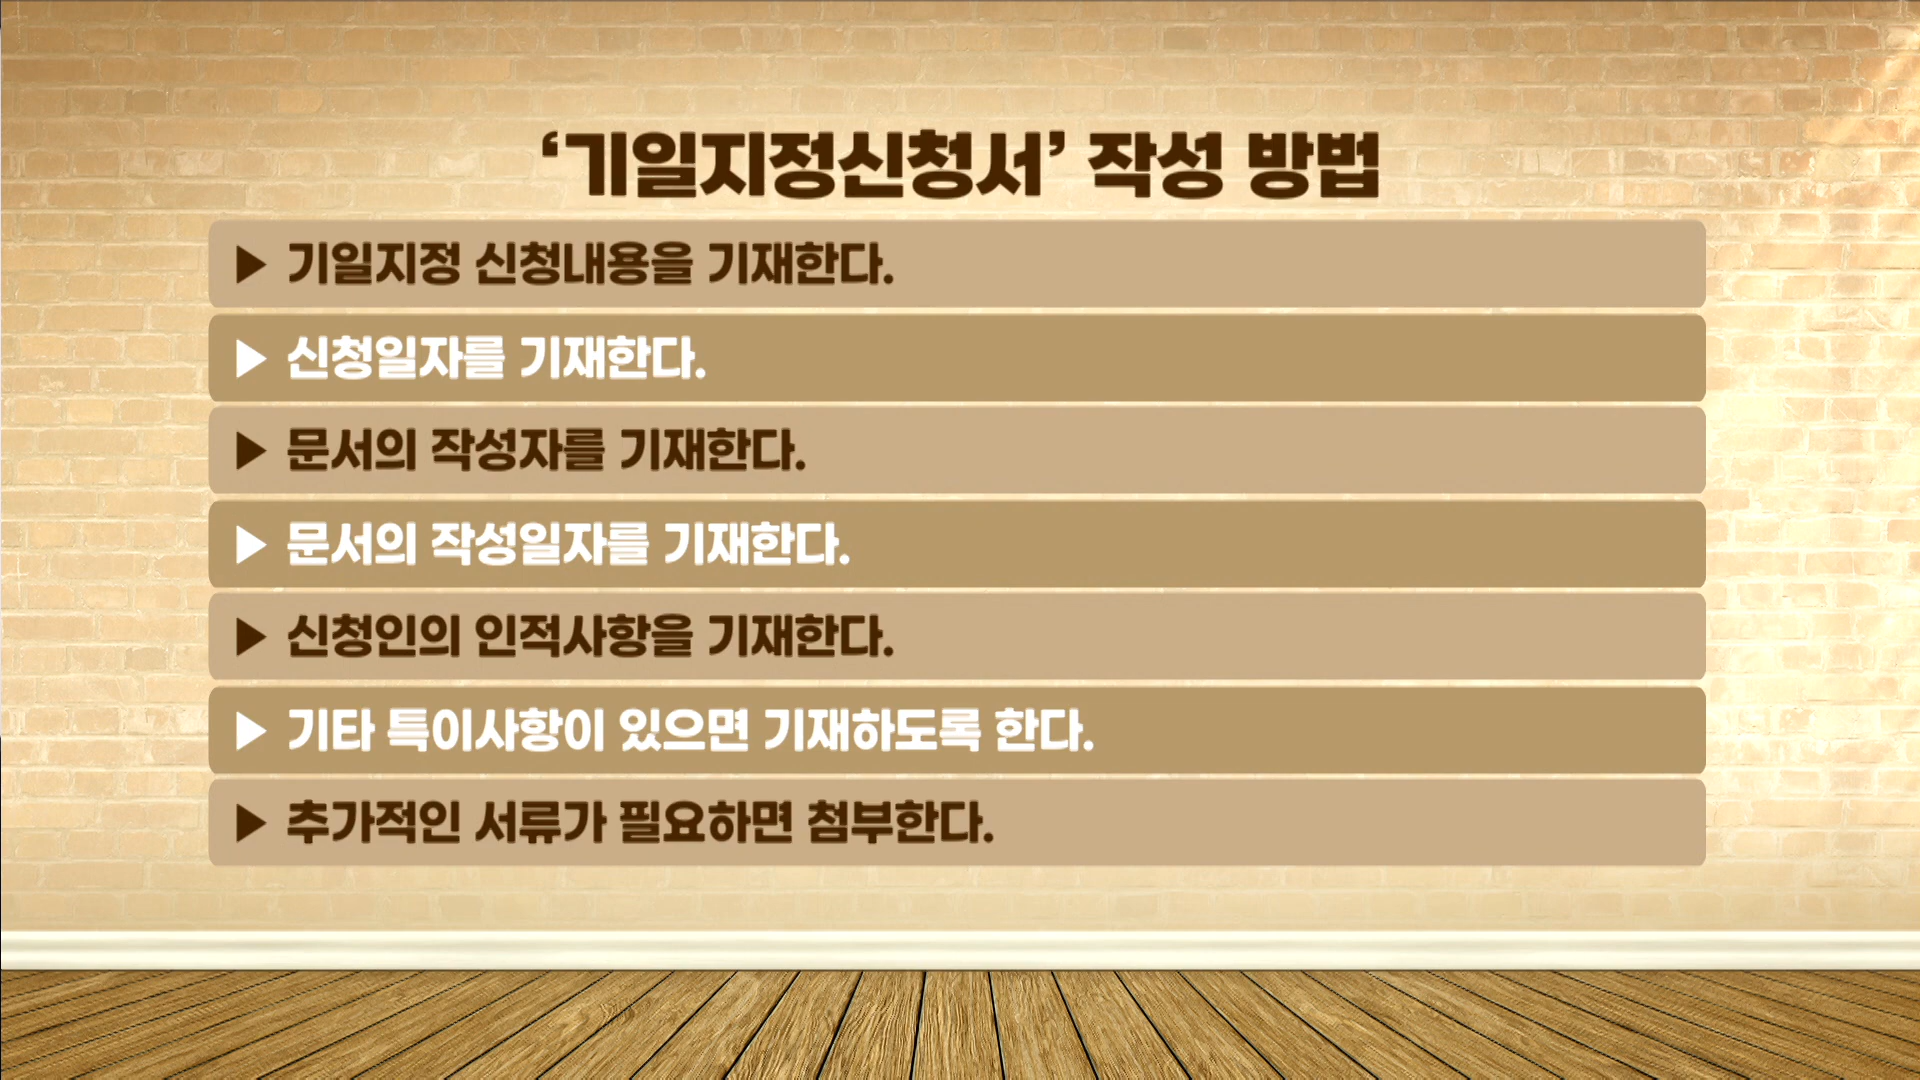 ‘기일지정신청서’ 작성 방법
▶ 기일지정 신청내용을 기재한다.
▶ 신청일자를 기재한다.
▶ 문서의 작성자를 기재한다.
▶ 문서의 작성일자를 기재한다.
▶ 신청인의 인적사항을 기재한다.
▶ 기타 특이사항이 있으면 기재하도록 한다.
▶ 추가적인 서류가 필요하면 첨부한다.